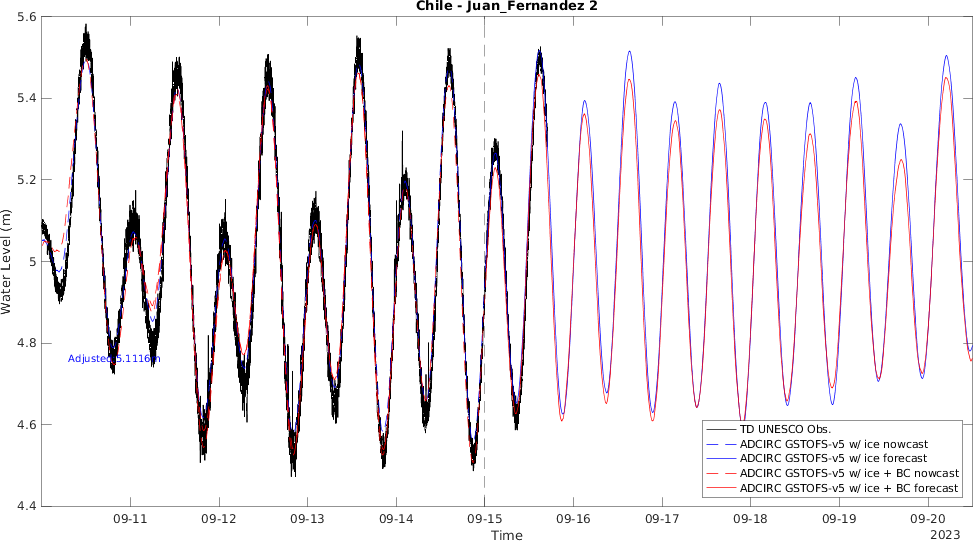 Chile - Juan_Fernandez 2
5.6
5.4
5.2
5
4.8
4.6
4.4
Water Level (m)
Adjusted 5.1116m
TD UNESCO Obs.
ADCIRC GSTOFS-v5 w/ ice nowcast
ADCIRC GSTOFS-v5 w/ ice forecast
ADCIRC GSTOFS-v5 w/ ice + BC nowcast
ADCIRC GSTOFS-v5 w/ ice + BC forecast
09-11 09-12 09-13 09-14 09-15 09-16 09-17 09-18 09-19 09-20
Time
2023